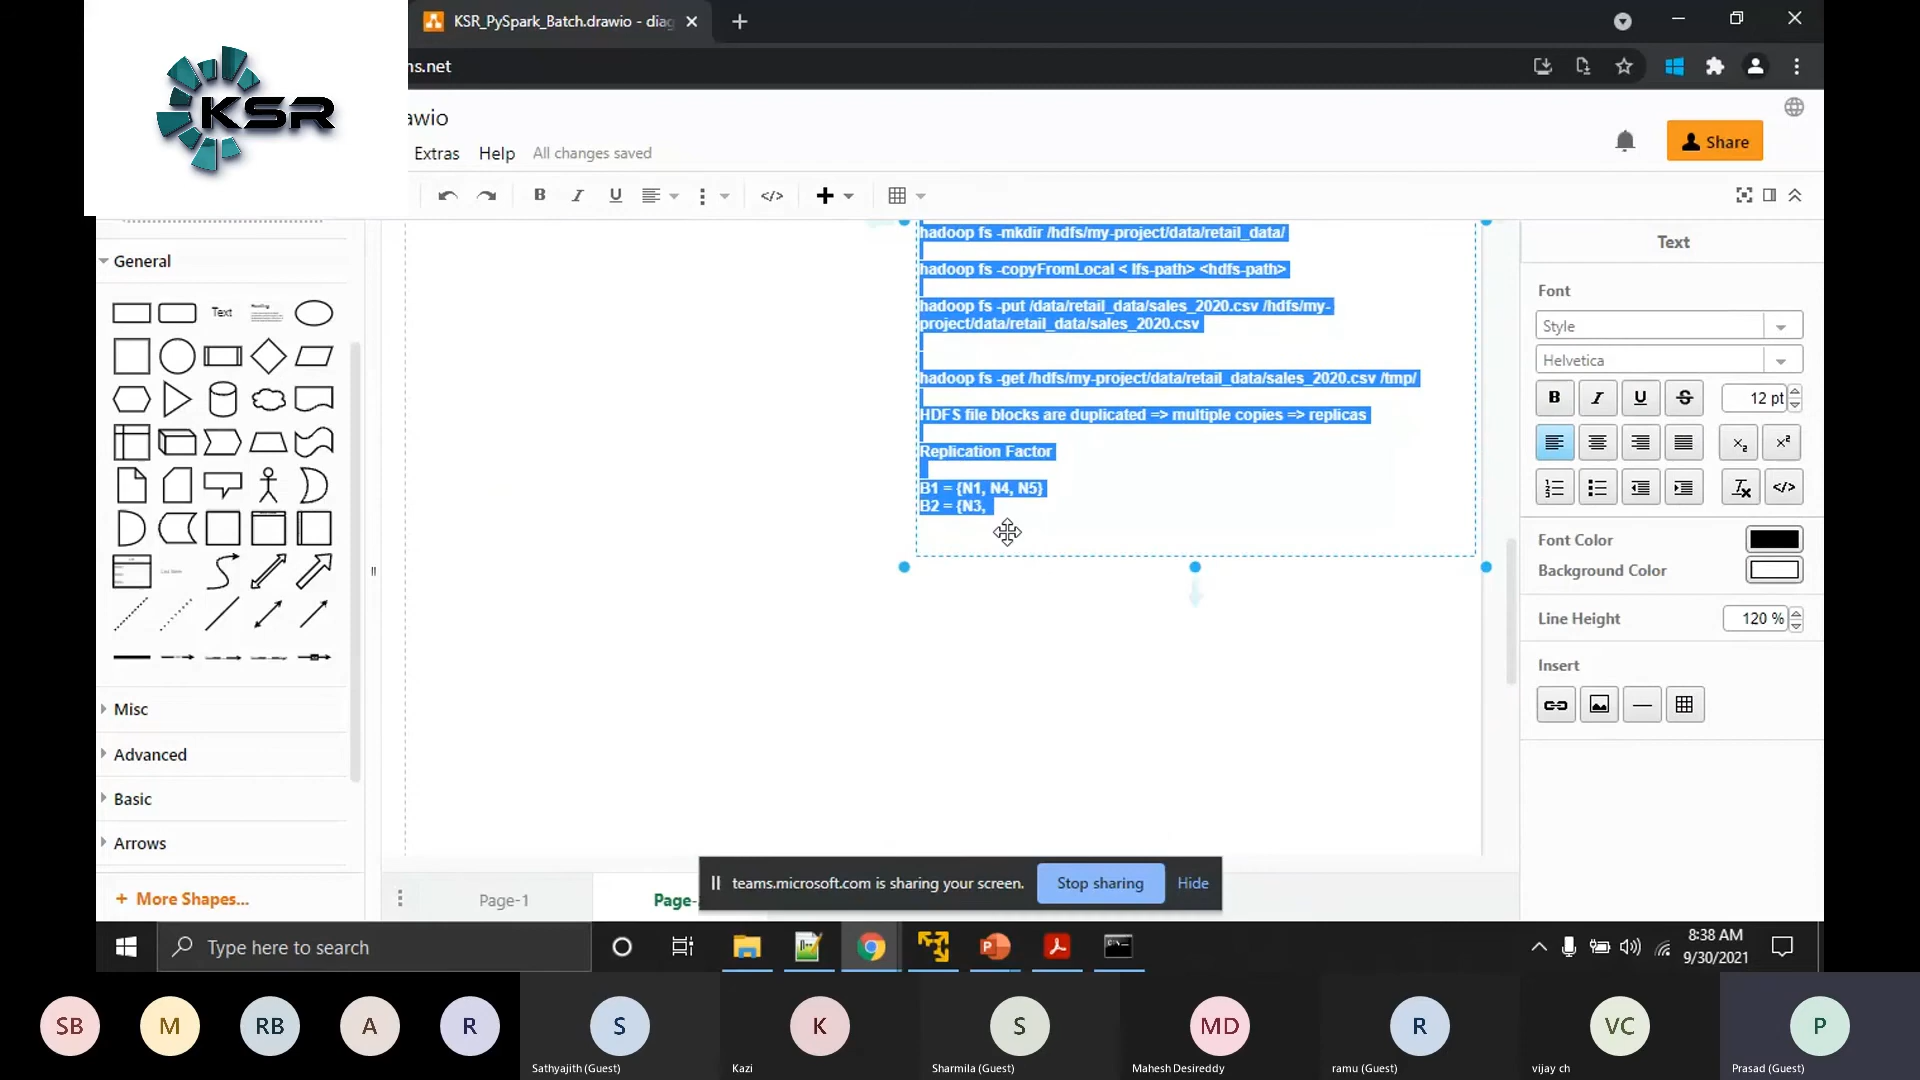 KSR_PySpark_Batch.drawio - diag
ns.net
KSR
awio
Extras Help All changes saved
Share
General
Text
Misc
Advanced
Basic
Arrows
+ More Shapes...
hadoop fs -mkdir /hdfs/my-project/data/retail_data/
hadoop fs -copyFromLocal < lfs-path> <hdfs-path>
hadoop fs -put /data/retail_data/sales_2020.csv /hdfs/my-
project/data/retail_data/sales_2020.csv
hadoop fs -get /hdfs/my-project/data/retail_data/sales_2020.csv /tmp/
HDFS file blocks are duplicated => multiple copies => replicas
Replication Factor
B1 = {N1, N4, N5}
B2 = {N3,
Text
Font
Style
Helvetica
12 pt
Font Color
Background Color
Line Height 120 %
Insert
teams.microsoft.com is sharing your screen. Stop sharing Hide
Page-1 Page-
Type here to search
8:38 AM
9/30/2021
SB M RB A R S K S MD R VC P
Sathyajith (Guest) Kazi Sharmila (Guest) Mahesh Desireddy ramu (Guest) vijay ch Prasad (Guest)